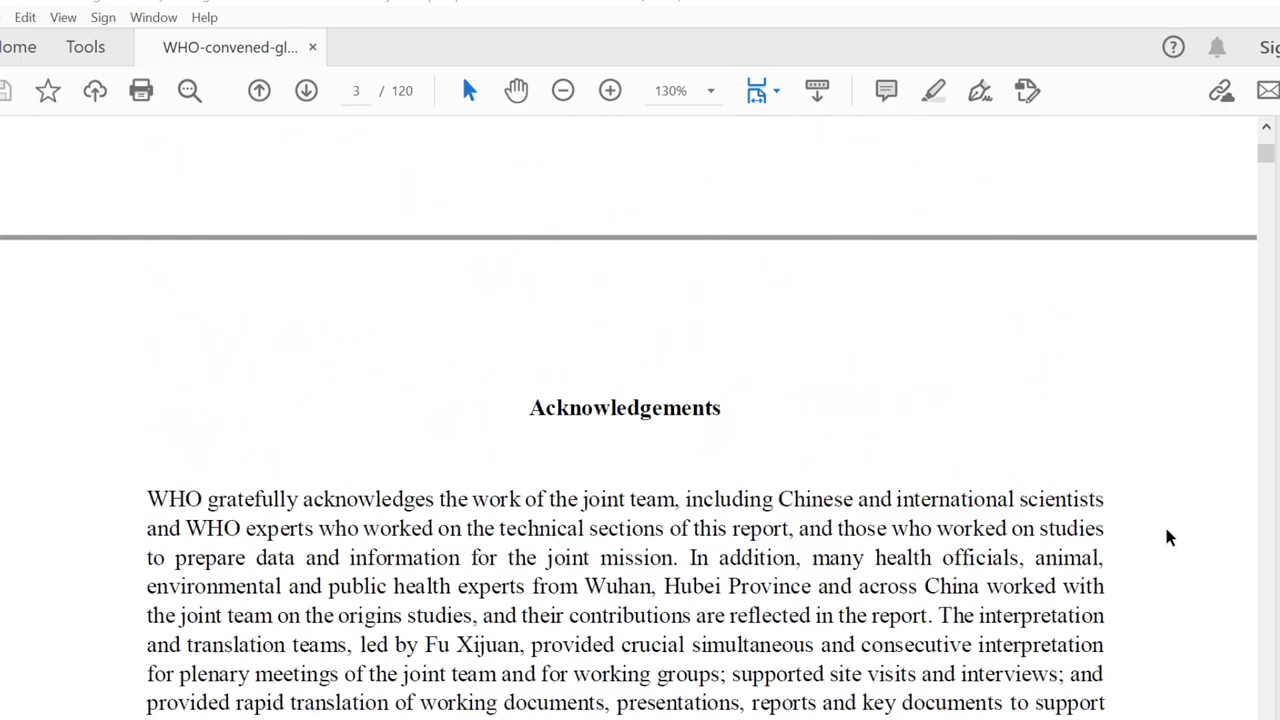 Edit View Sign Window Help
Home Tools WHO-convened-gl... × ? Sig
3 / 120 130%
Acknowledgements
WHO gratefully acknowledges the work of the joint team, including Chinese and international scientists
and WHO experts who worked on the technical sections of this report, and those who worked on studies
to prepare data and information for the joint mission. In addition, many health officials, animal,
environmental and public health experts from Wuhan, Hubei Province and across China worked with
the joint team on the origins studies, and their contributions are reflected in the report. The interpretation
and translation teams, led by Fu Xijuan, provided crucial simultaneous and consecutive interpretation
for plenary meetings of the joint team and for working groups; supported site visits and interviews; and
provided rapid translation of working documents, presentations, reports and key documents to support